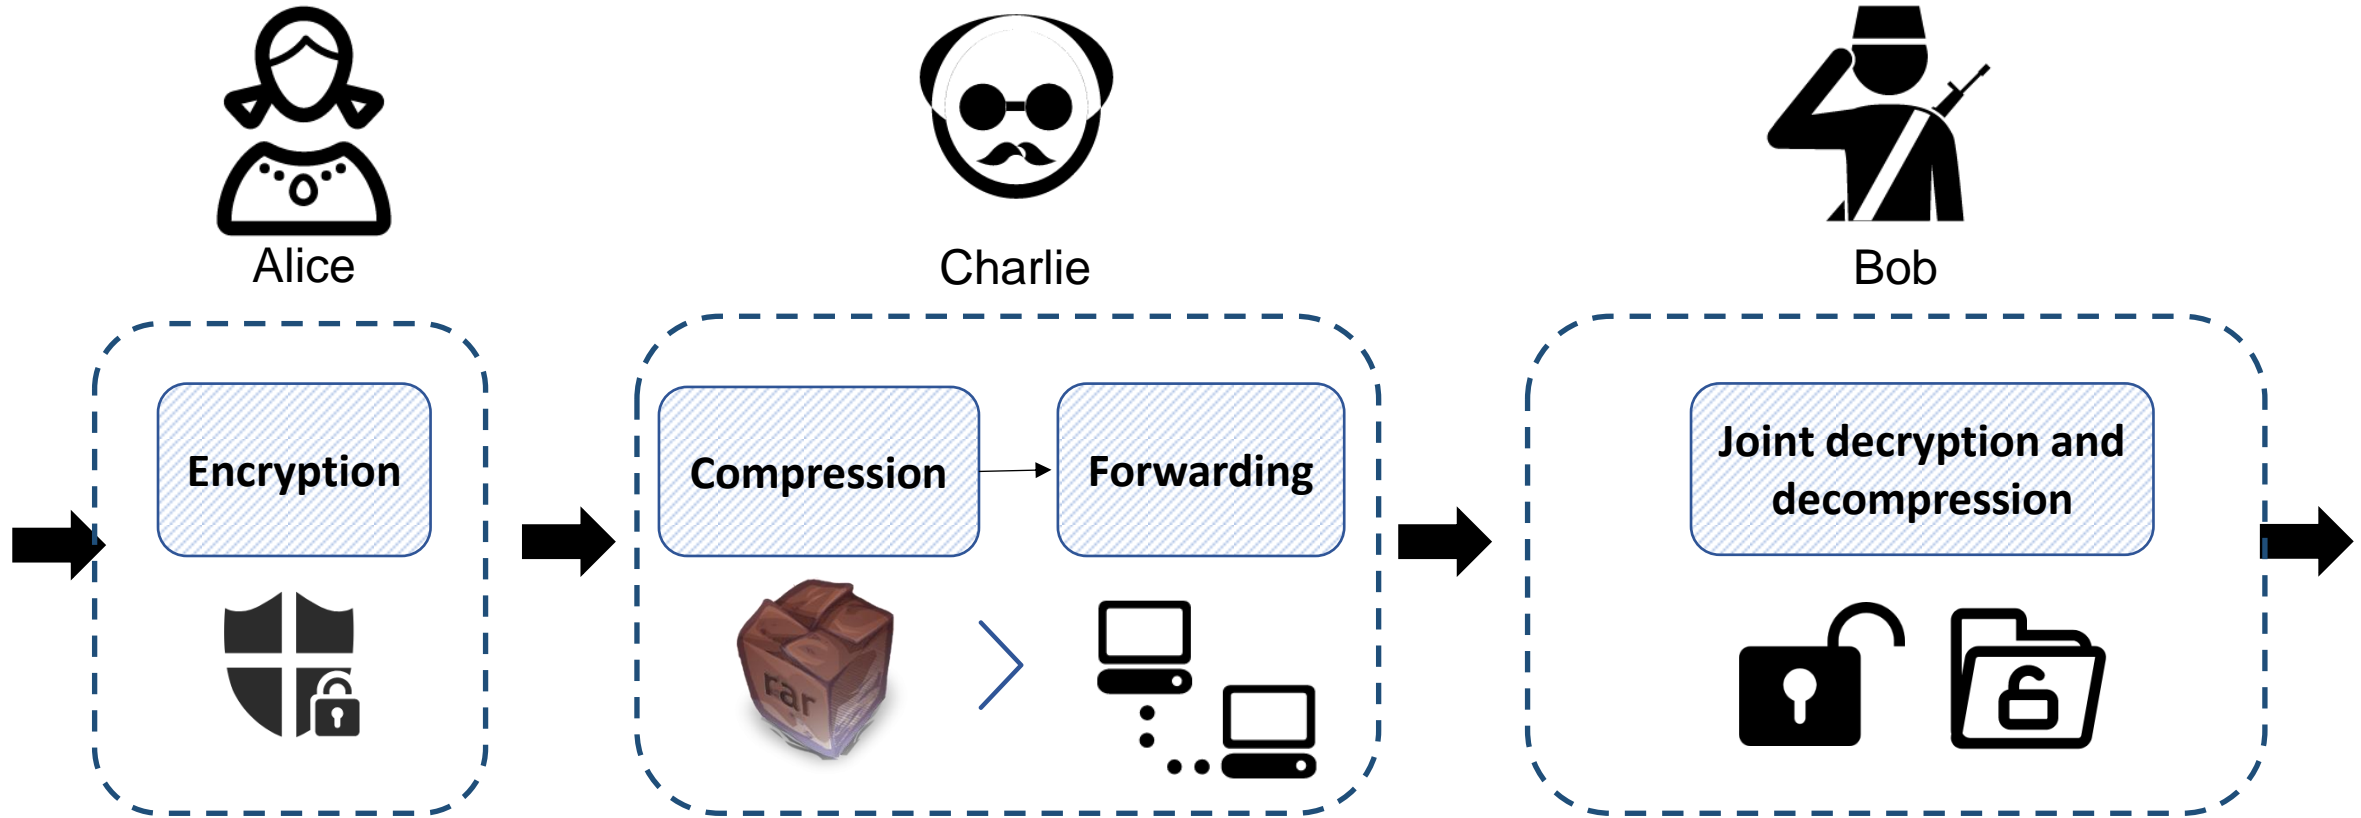 Alice
Charlie
Bob
Encryption
Compression
Forwarding
Joint decryption and
decompression
rar